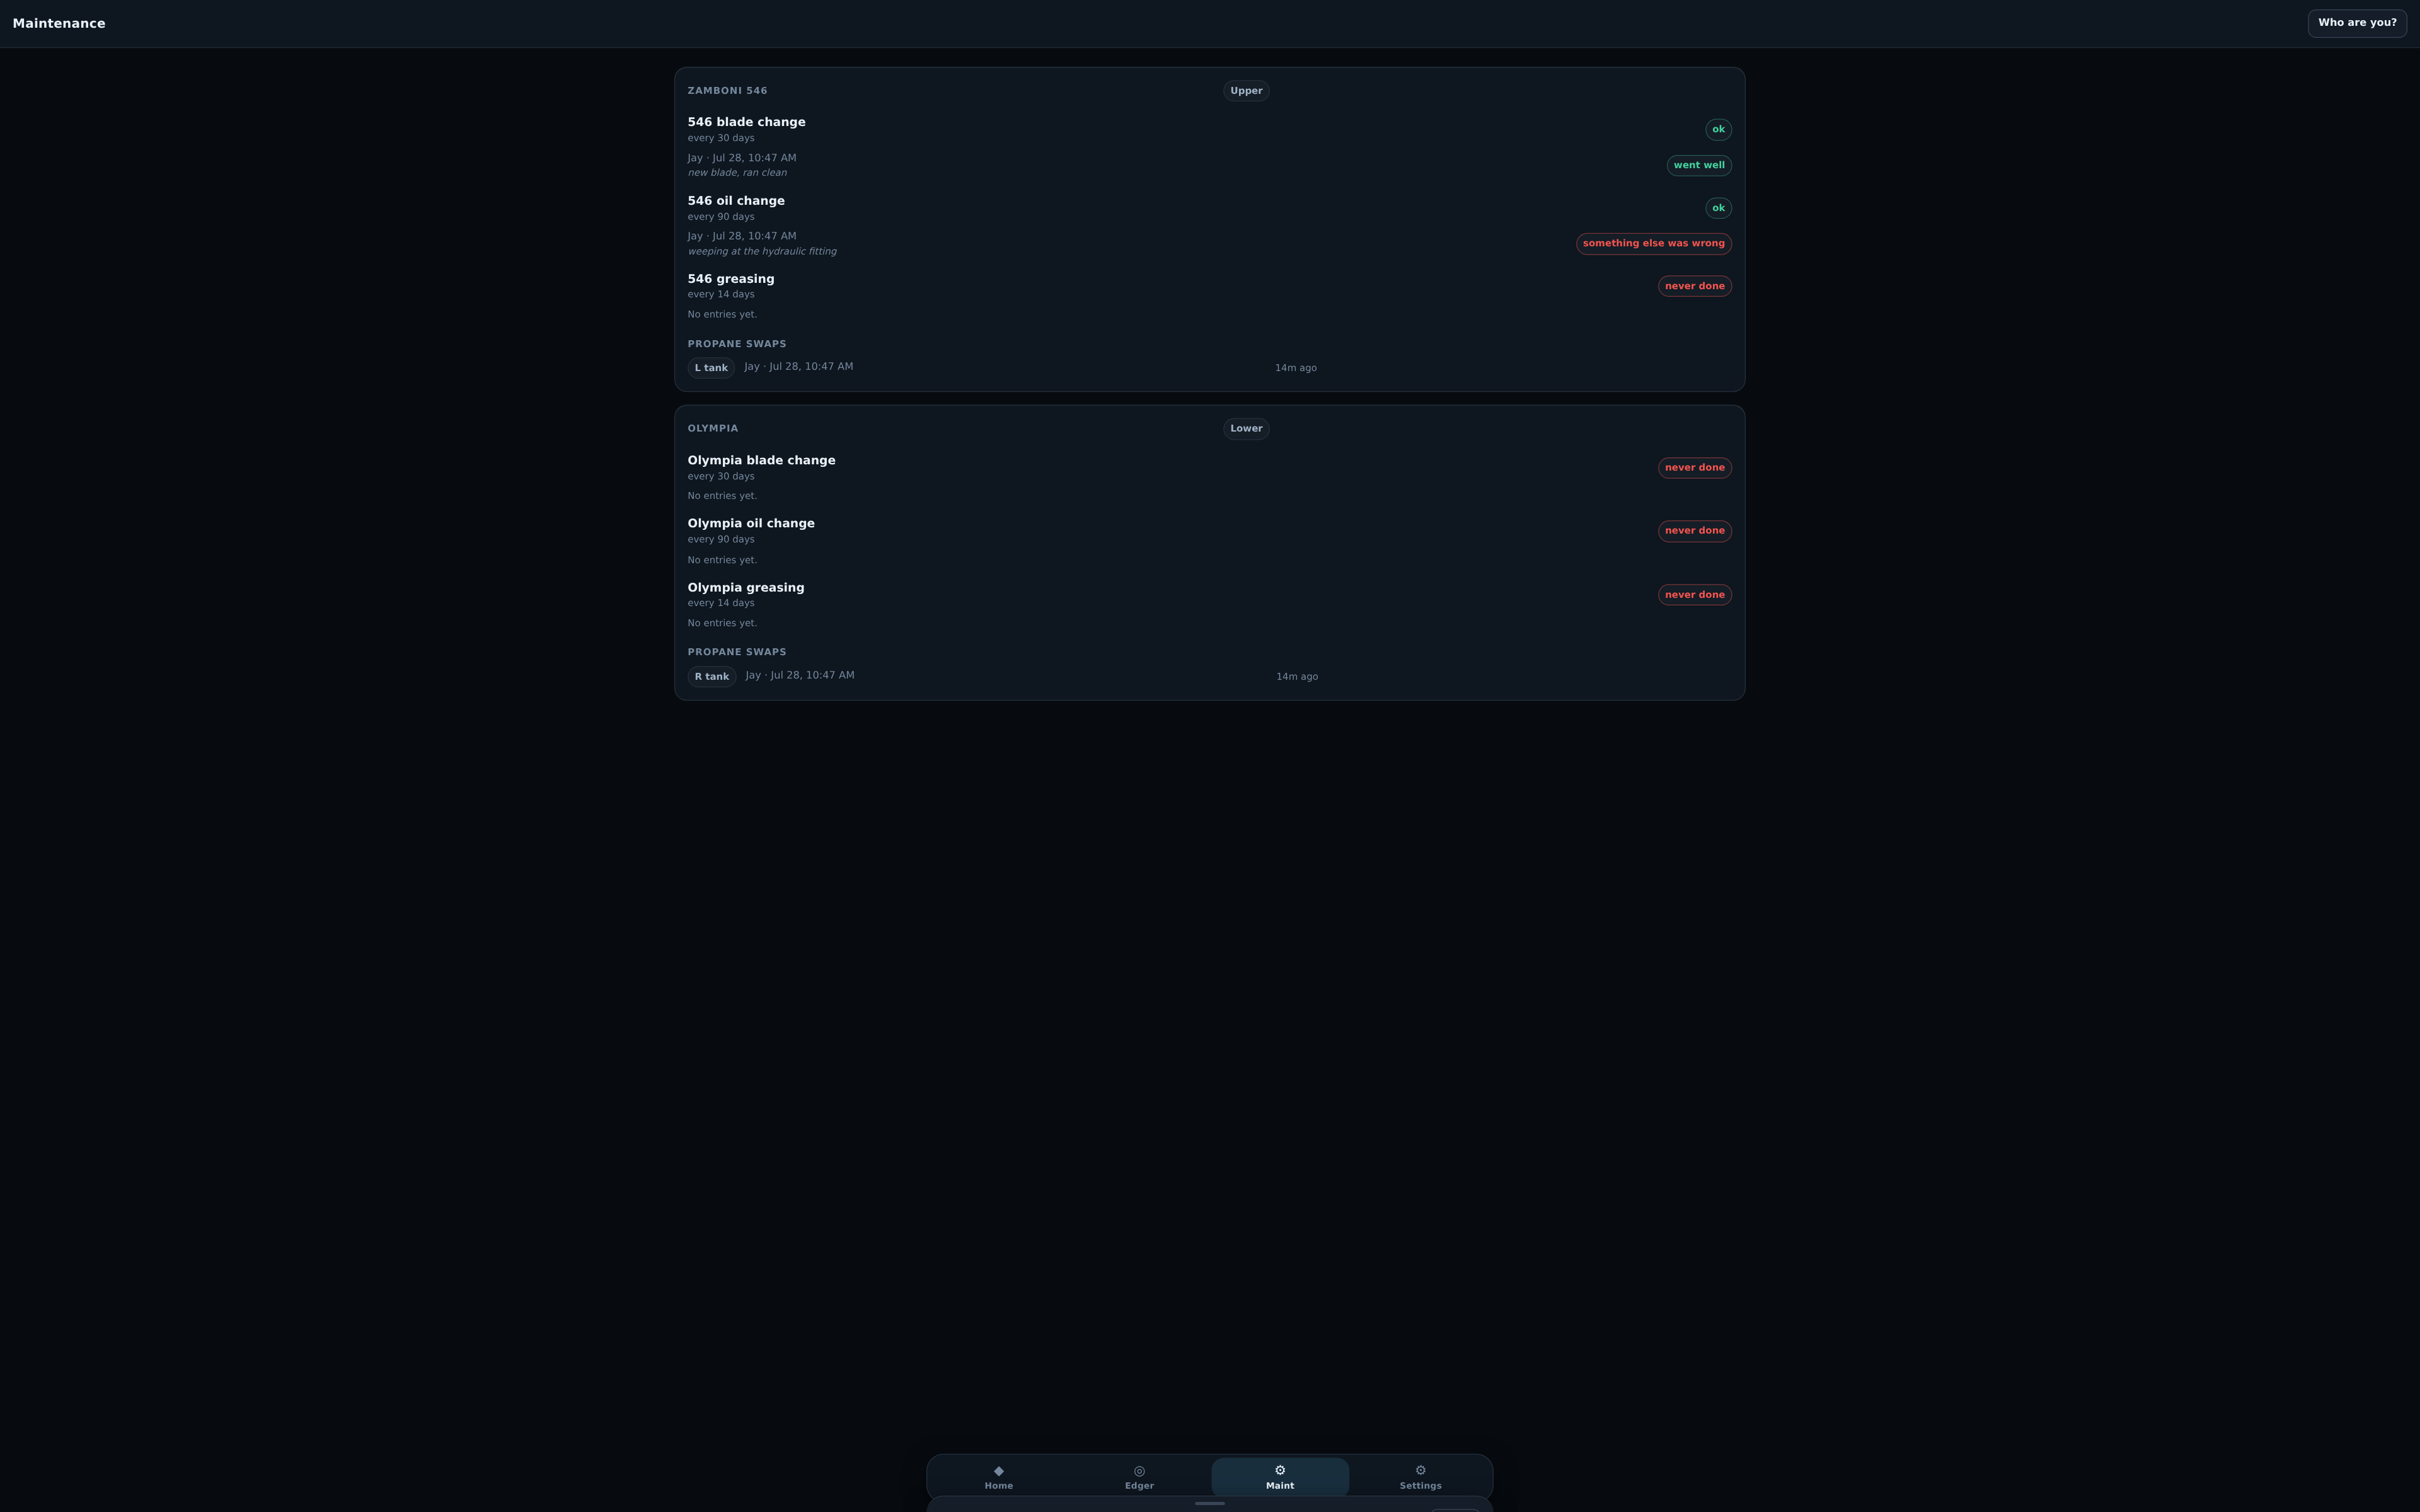 Maintenance
Who are you?
ZAMBONI 546
Upper
546 blade change
every 30 days
ok
Jay · Jul 28, 10:47 AM
new blade, ran clean
went well
546 oil change
every 90 days
ok
Jay · Jul 28, 10:47 AM
weeping at the hydraulic fitting
something else was wrong
546 greasing
every 14 days
never done
No entries yet.
PROPANE SWAPS
L tank Jay · Jul 28, 10:47 AM 14m ago
OLYMPIA
Lower
Olympia blade change
every 30 days
never done
No entries yet.
Olympia oil change
every 90 days
never done
No entries yet.
Olympia greasing
every 14 days
never done
No entries yet.
PROPANE SWAPS
R tank Jay · Jul 28, 10:47 AM 14m ago
Home
Edger
Maint
Settings